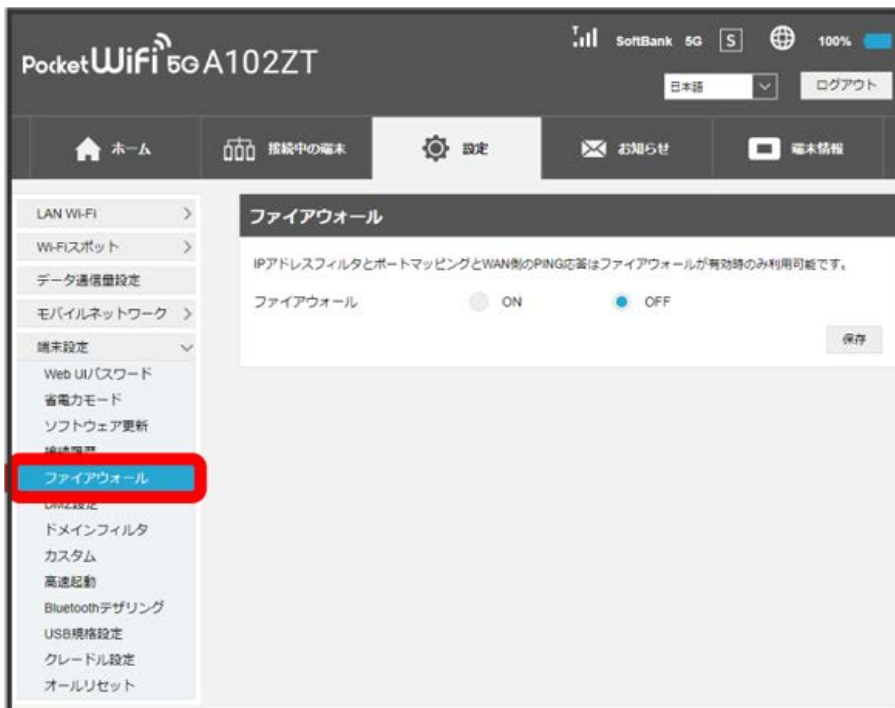 Pocket WiFi 5G A102ZT
SoftBank 5G S 100%
日本語 ログアウト
ホーム 接続中の端末 設定 お知らせ 端末情報
LAN Wi-Fi
Wi-Fiスポット
データ通信量設定
モバイルネットワーク
端末設定
Web UIパスワード
省電力モード
ソフトウェア更新
接続履歴
ファイアウォール
DMZ設定
ドメインフィルタ
カスタム
高速起動
Bluetoothテザリング
USB規格設定
クレードル設定
オールリセット
ファイアウォール
IPアドレスフィルタとポートマッピングとWAN側のPING応答はファイアウォールが有効時のみ利用可能です。
ファイアウォール ON OFF
保存